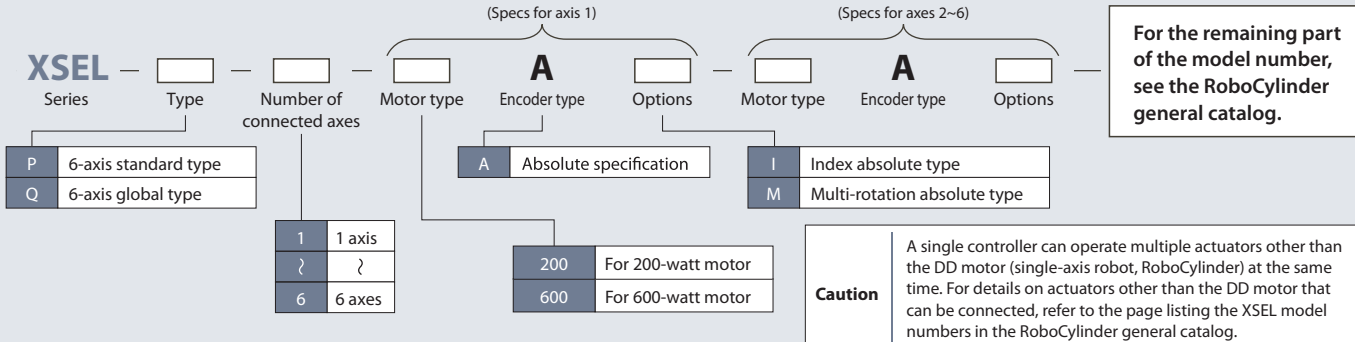 (Specs for axis 1)
(Specs for axes 2~6)
XSEL — — — A — A —
Series Type Number of connected axes Motor type Encoder type Options Motor type Encoder type Options
For the remaining part
of the model number,
see the RoboCylinder
general catalog.
P 6-axis standard type
Q 6-axis global type
1 1 axis
~ ~
6 6 axes
200 For 200-watt motor
600 For 600-watt motor
A Absolute specification
I Index absolute type
M Multi-rotation absolute type
Caution
A single controller can operate multiple actuators other than
the DD motor (single-axis robot, RoboCylinder) at the same
time. For details on actuators other than the DD motor that
can be connected, refer to the page listing the XSEL model
numbers in the RoboCylinder general catalog.